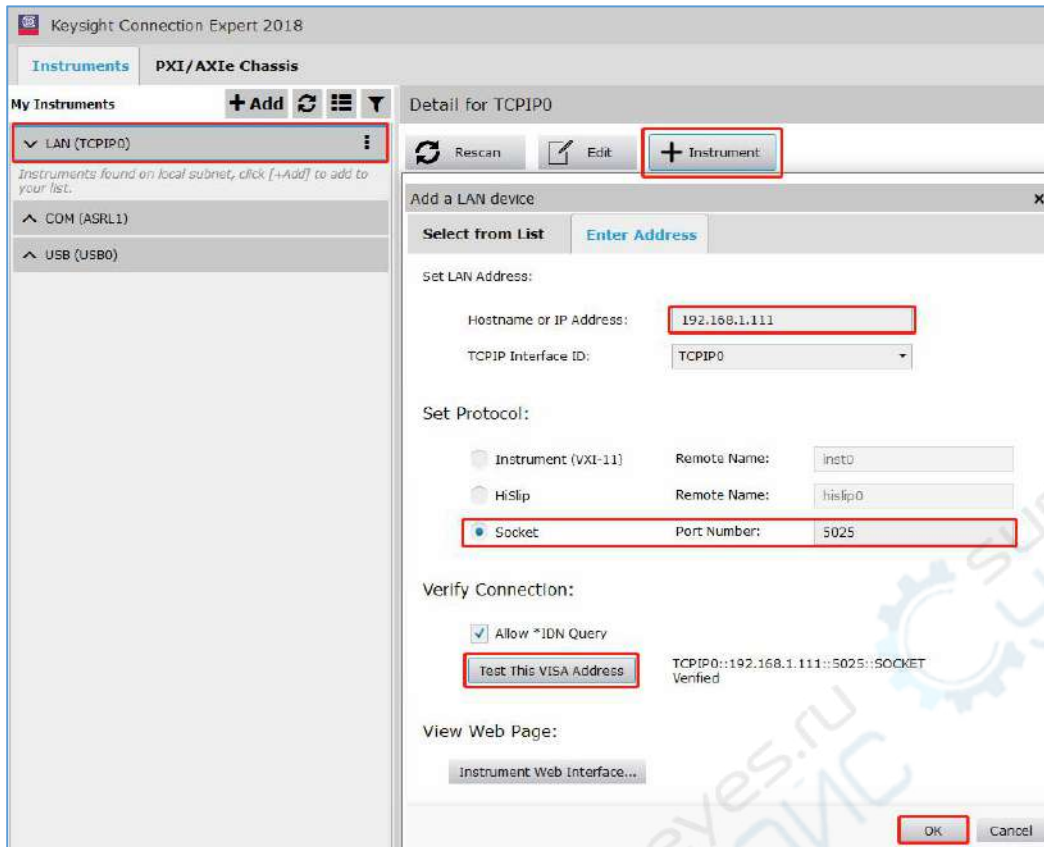 Keysight Connection Expert 2018
Instruments PXI/AXIe Chassis
My Instruments + Add Detail for TCPIP0
LAN (TCPIP0)
Rescan Edit + Instrument
Instruments found on local subnet, click [+Add] to add to
your list.
Add a LAN device x
COM (ASRL1)
Select from List Enter Address
USB (USB0)
Set LAN Address:
Hostname or IP Address: 192.168.1.111
TCPIP Interface ID: TCPIP0
Set Protocol:
Instrument (VXI-11) Remote Name: inst0
HiSlip Remote Name: hislip0
Socket Port Number: 5025
Verify Connection:
Allow *IDN Query
Test This VISA Address TCPIP0::192.168.1.111::5025::SOCKET
Verified
View Web Page:
Instrument Web Interface...
OK Cancel